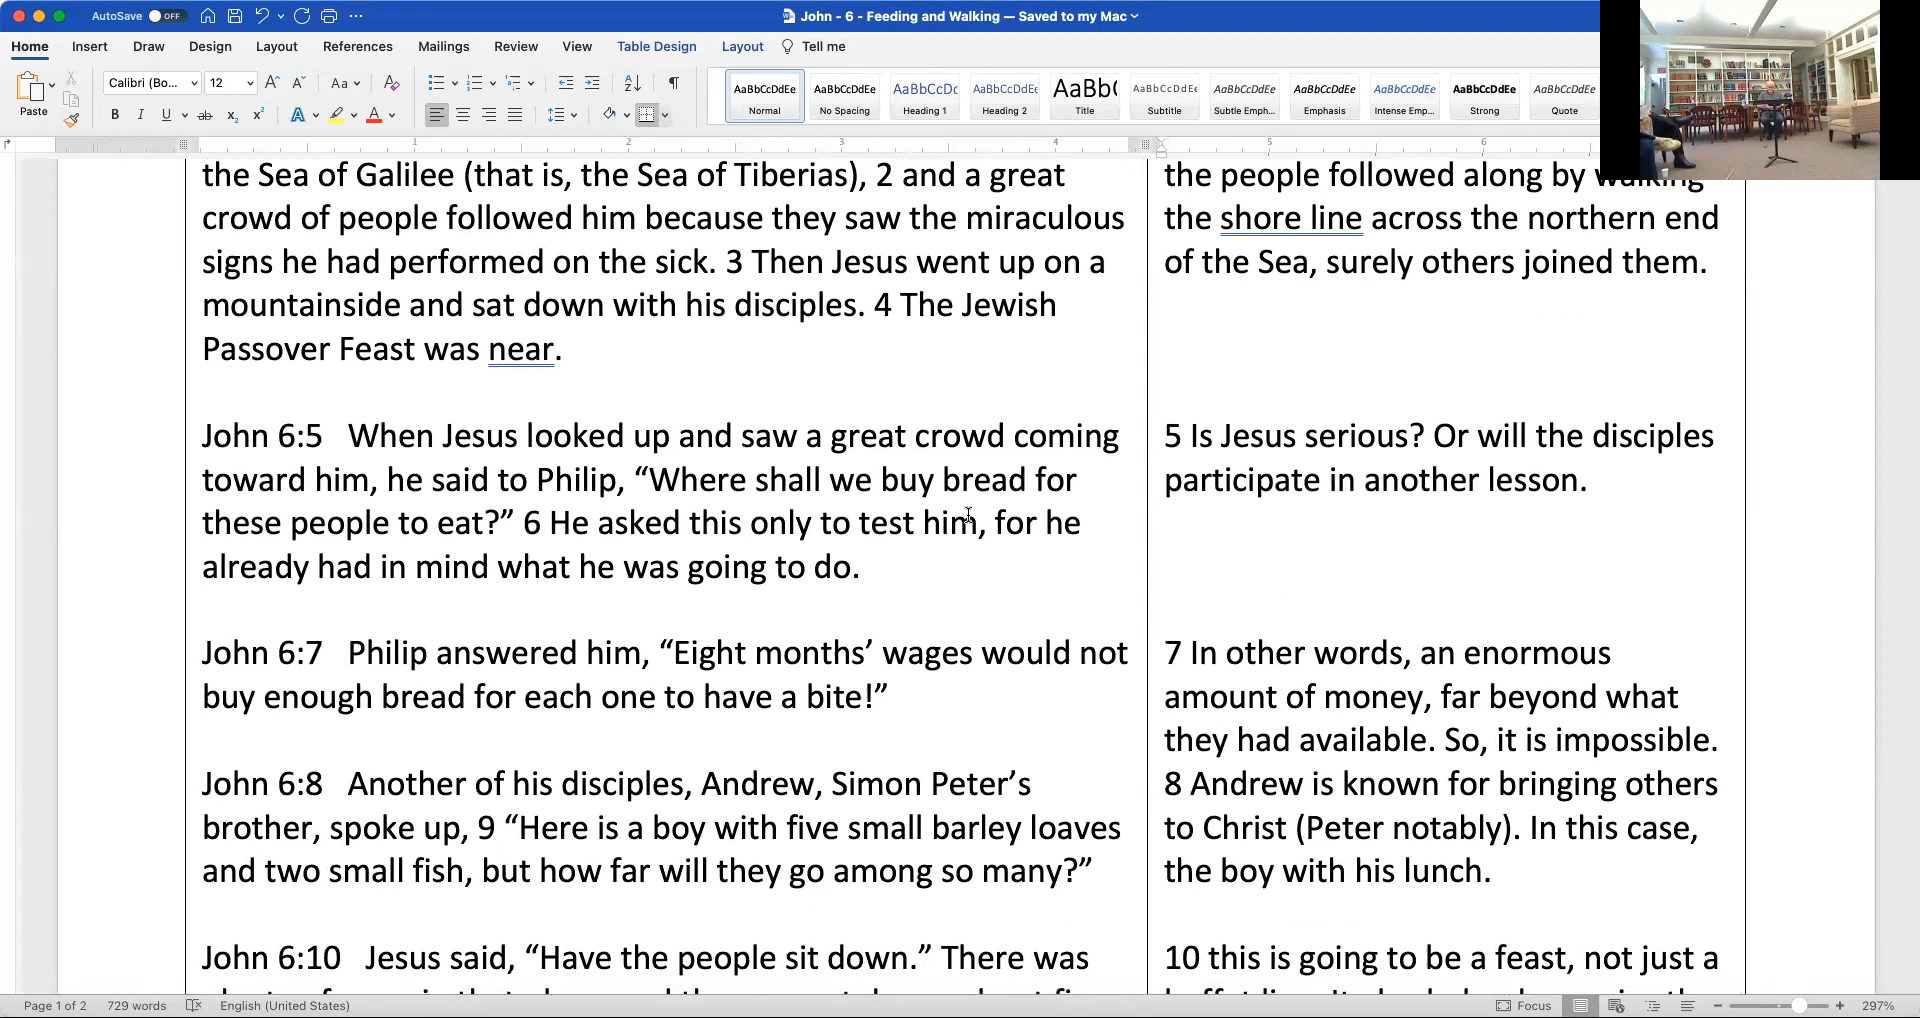 AutoSave OFF
John - 6 - Feeding and Walking — Saved to my Mac
Home Insert Draw Design Layout References Mailings Review View Table Design Layout Tell me
Paste
Calibri (Bo... 12
AaBbCcDdEe AaBbCcDdEe AaBbCcDc AaBbCcDdE AaBb( AaBbCcDdEe AaBbCcDdEe AaBbCcDdEe AaBbCcDdEe AaBbCcDdEe AaBbCcDdEe
Normal No Spacing Heading 1 Heading 2 Title Subtitle Subtle Emph... Emphasis Intense Emp... Strong Quote
1 2 3 4 5 6
the Sea of Galilee (that is, the Sea of Tiberias), 2 and a great
crowd of people followed him because they saw the miraculous
signs he had performed on the sick. 3 Then Jesus went up on a
mountainside and sat down with his disciples. 4 The Jewish
Passover Feast was near.
the people followed along by walking
the shore line across the northern end
of the Sea, surely others joined them.
John 6:5 When Jesus looked up and saw a great crowd coming
toward him, he said to Philip, “Where shall we buy bread for
these people to eat?” 6 He asked this only to test him, for he
already had in mind what he was going to do.
5 Is Jesus serious? Or will the disciples
participate in another lesson.
John 6:7 Philip answered him, “Eight months’ wages would not
buy enough bread for each one to have a bite!”
7 In other words, an enormous
amount of money, far beyond what
they had available. So, it is impossible.
John 6:8 Another of his disciples, Andrew, Simon Peter’s
brother, spoke up, 9 “Here is a boy with five small barley loaves
and two small fish, but how far will they go among so many?”
8 Andrew is known for bringing others
to Christ (Peter notably). In this case,
the boy with his lunch.
John 6:10 Jesus said, “Have the people sit down.” There was
10 this is going to be a feast, not just a
Page 1 of 2 729 words English (United States) Focus 297%